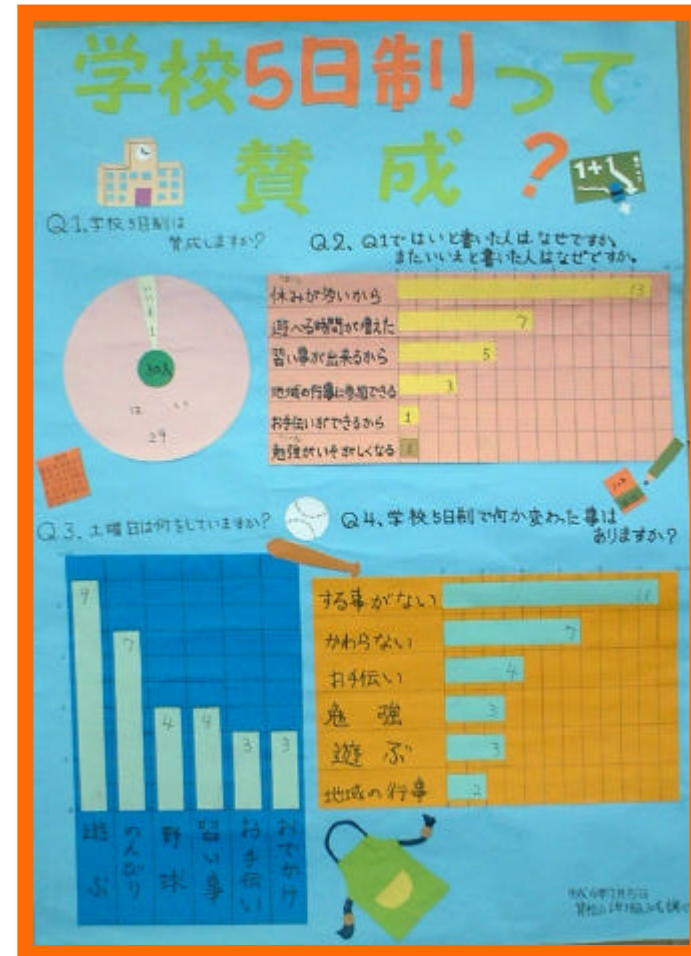 学校5日制って
賛成?
1+1
Q1、学校5日制は
賛成しますか?
いいえ
1
30人
はい
29
Q2、Q1ではいと書いた人はなぜですか。
またいいえと書いた人はなぜですか。
休みが多いから 13
遊べる時間が増えた 7
習い事が出来るから 5
地域の行事に参加できる 3
お手伝いができるから 1
勉強がいそがしくなる 1
Q3、土曜日は何をしていますか?
9 7 4 4 3 3
遊ぶ
のんびり
野球
習い事
お手伝い
おでかけ
Q4、学校5日制で何か変わった事は
ありますか?
する事がない 11
かわらない 7
お手伝い 4
勉強 3
遊ぶ 3
地域の行事 2